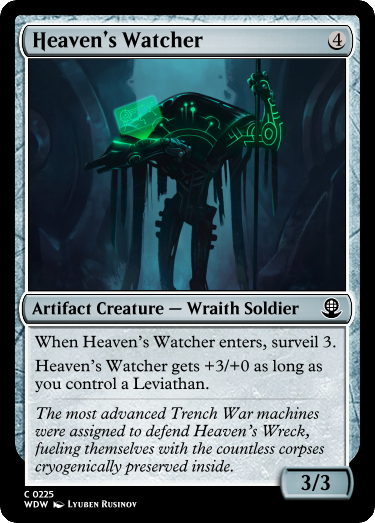 Heaven's Watcher 4
Artifact Creature — Wraith Soldier
When Heaven's Watcher enters, surveil 3.
Heaven's Watcher gets +3/+0 as long as
you control a Leviathan.
The most advanced Trench War machines
were assigned to defend Heaven's Wreck,
fueling themselves with the countless corpses
cryogenically preserved inside.
3/3
C 0225
WDW Lyuben Rusinov